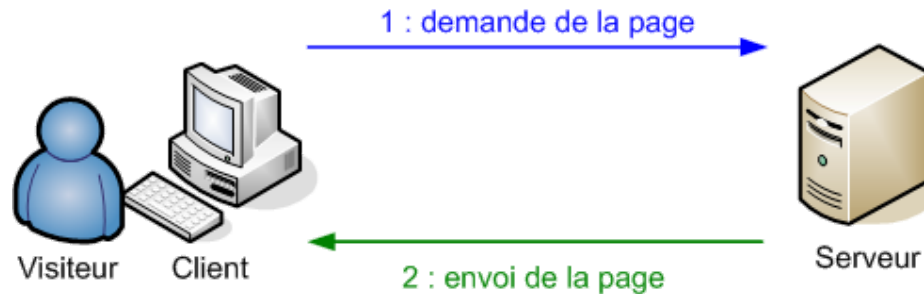 1 : demande de la page
Visiteur
Client
2 : envoi de la page
Serveur